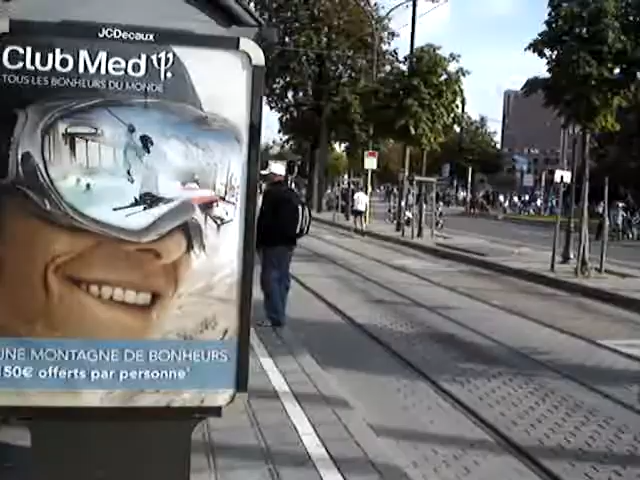 JCDecaux
Club Med
TOUS LES BONHEURS DU MONDE
UNE MONTAGNE DE BONHEURS
150€ offerts par personne*